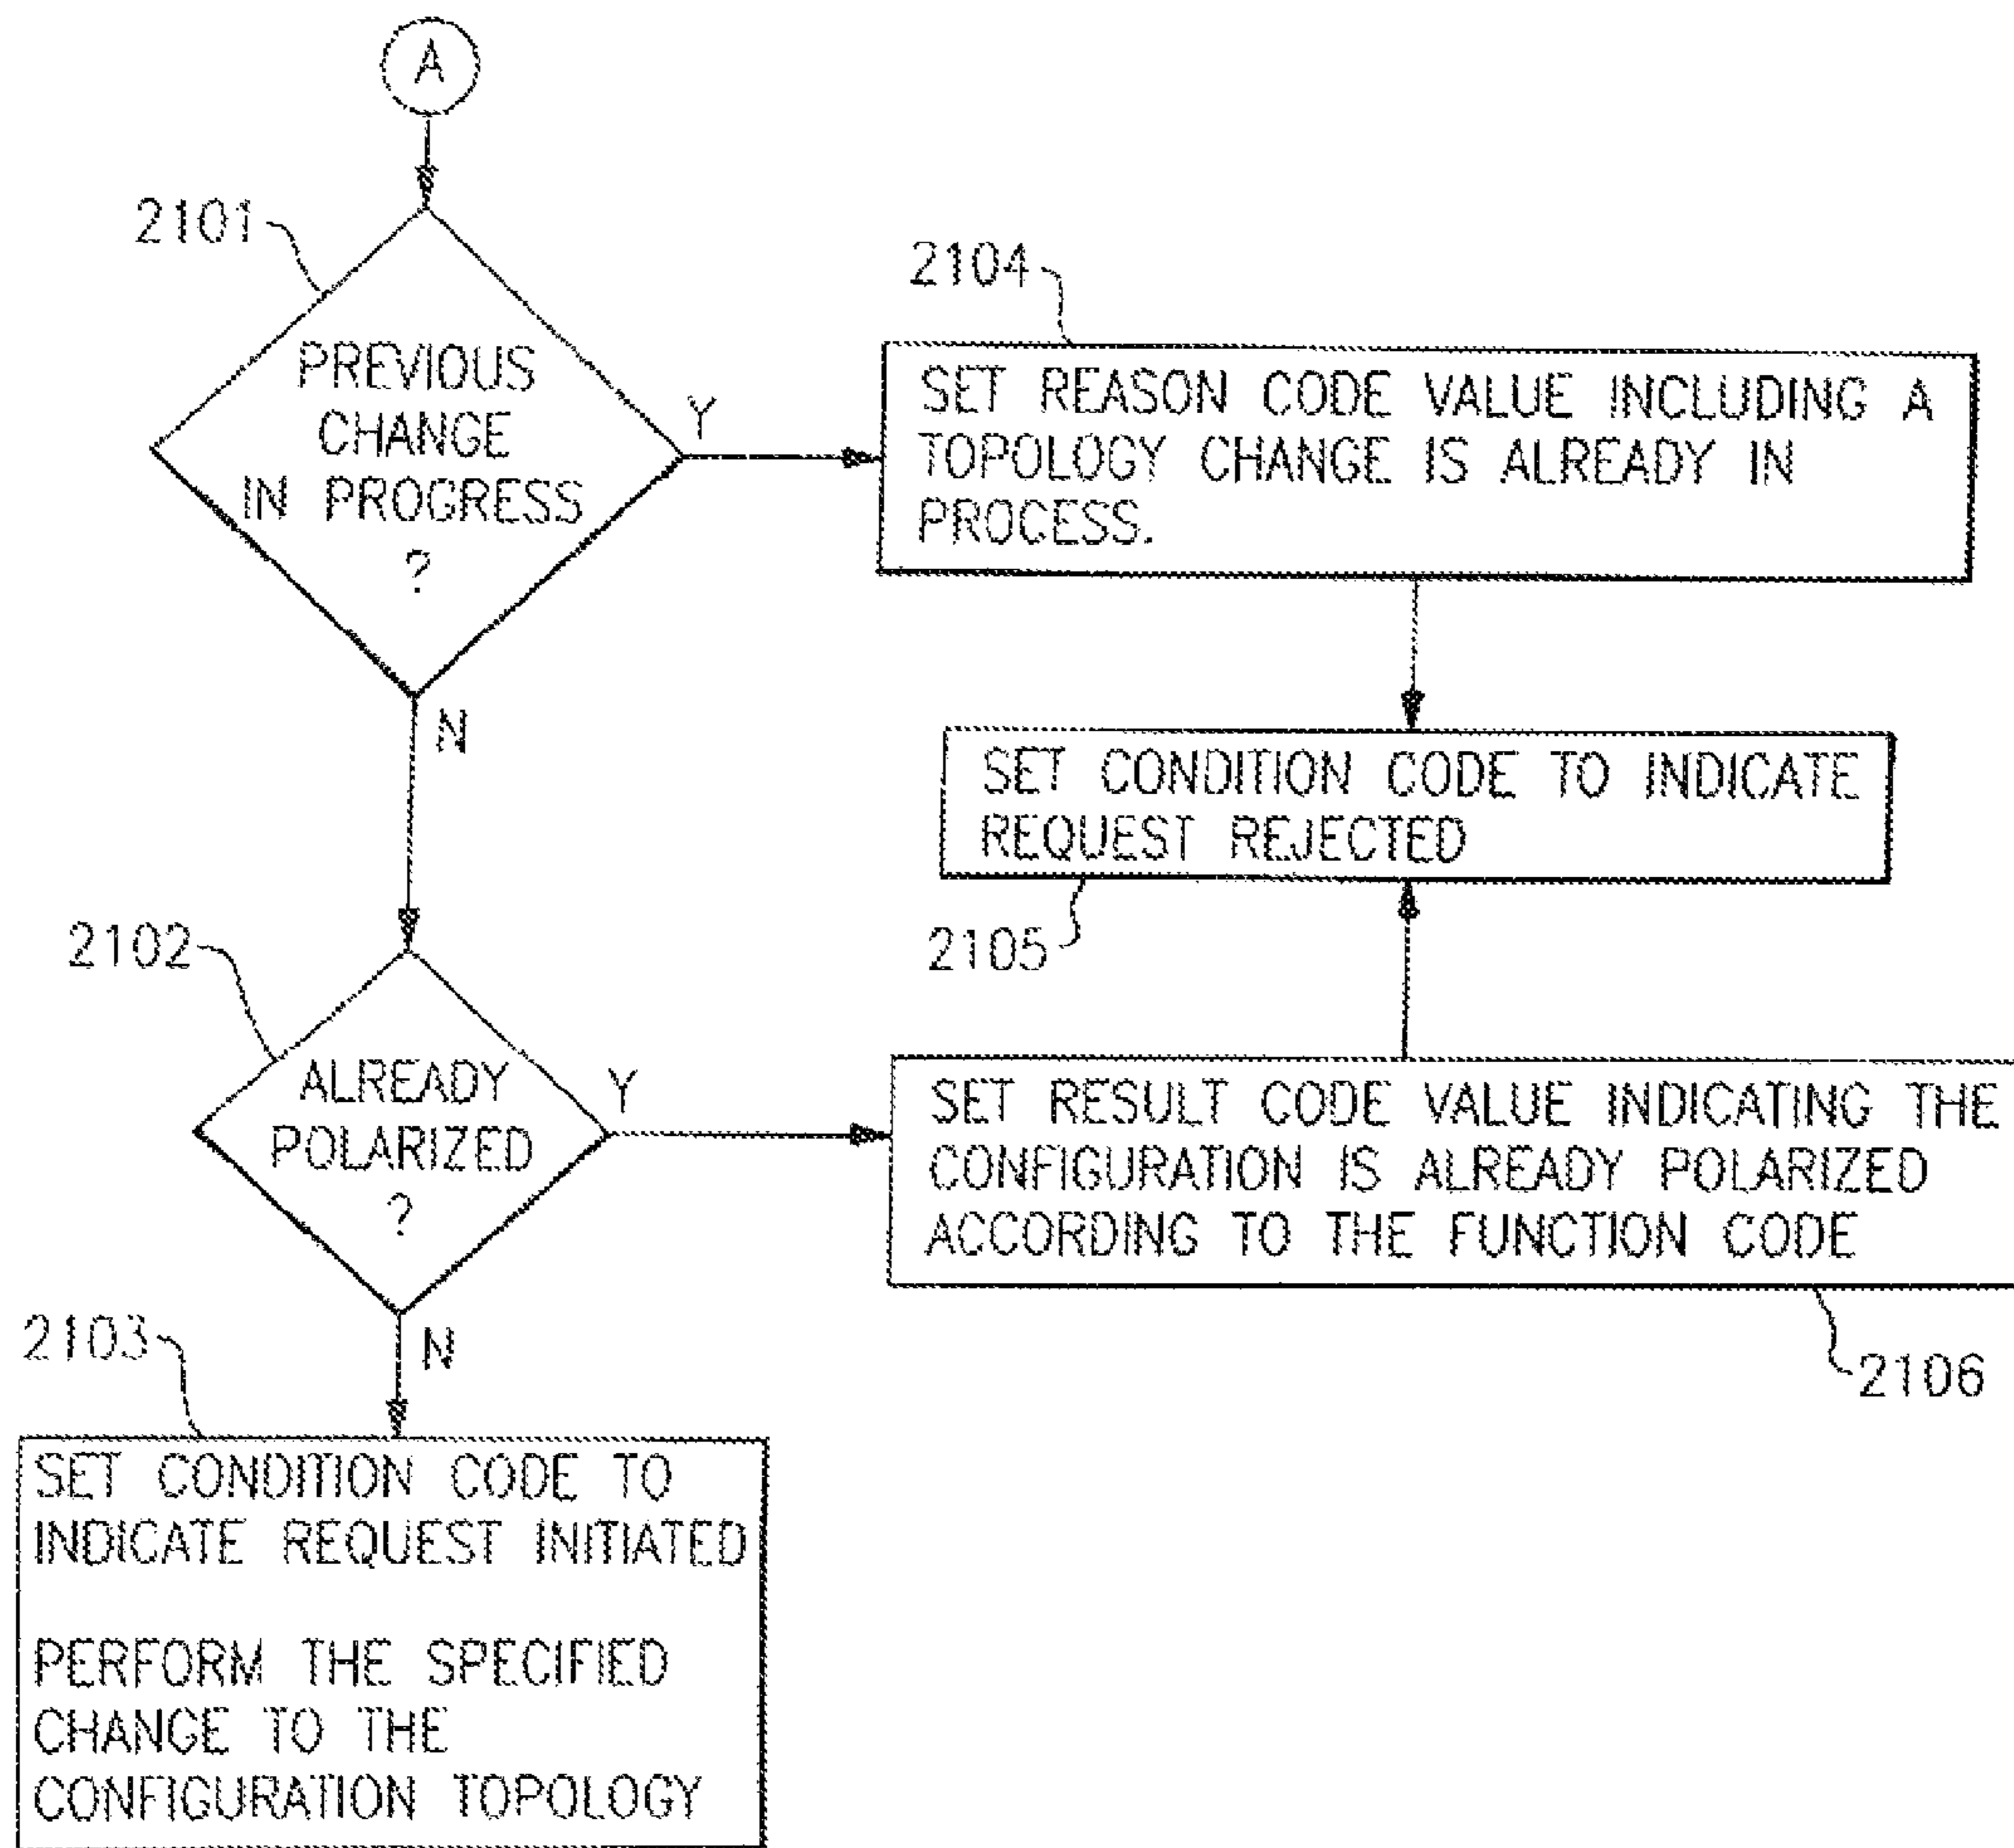 A
2101
PREVIOUS
CHANGE
IN PROGRESS
?
Y
N
2104
SET REASON CODE VALUE INCLUDING A
TOPOLOGY CHANGE IS ALREADY IN
PROCESS.
SET CONDITION CODE TO INDICATE
REQUEST REJECTED
2105
2102
ALREADY
POLARIZED
?
Y
N
SET RESULT CODE VALUE INDICATING THE
CONFIGURATION IS ALREADY POLARIZED
ACCORDING TO THE FUNCTION CODE
2106
2103
SET CONDITION CODE TO
INDICATE REQUEST INITIATED
PERFORM THE SPECIFIED
CHANGE TO THE
CONFIGURATION TOPOLOGY